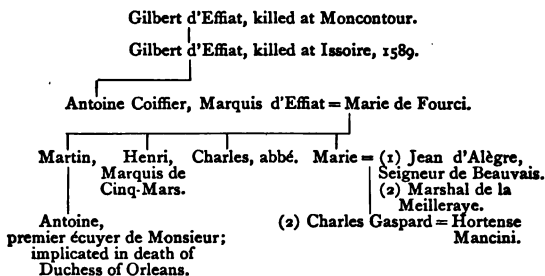 Gilbert d'Effiat, killed at Moncontour.
Gilbert d'Effiat, killed at Issoire, 1589.
Antoine Coiffier, Marquis d'Effiat = Marie de Fourci.
Martin, Henri, Charles, abbé. Marie = (1) Jean d'Alègre,
Marquis de Seigneur de Beauvais.
Cinq-Mars. (2) Marshal de la
Meilleraye.
Antoine, (2) Charles Gaspard = Hortense
premier écuyer de Monsieur; Mancini.
implicated in death of
Duchess of Orleans.